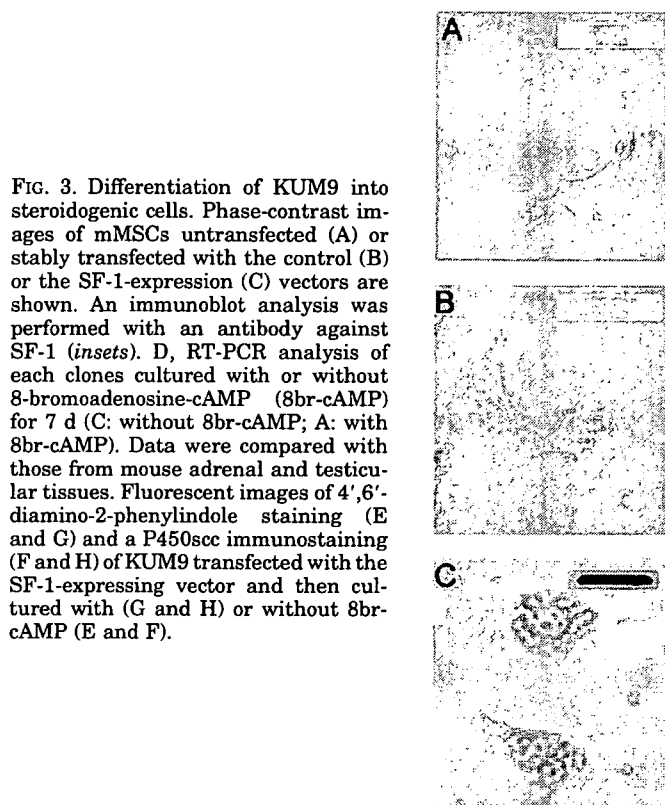 FIG. 3. Differentiation of KUM9 into
steroidogenic cells. Phase-contrast im-
ages of mMSCs untransfected (A) or
stably transfected with the control (B)
or the SF-1-expression (C) vectors are
shown. An immunoblot analysis was
performed with an antibody against
SF-1 (insets). D, RT-PCR analysis of
each clones cultured with or without
8-bromoadenosine-cAMP (8br-cAMP)
for 7 d (C: without 8br-cAMP; A: with
8br-cAMP). Data were compared with
those from mouse adrenal and testicu-
lar tissues. Fluorescent images of 4′,6′-
diamino-2-phenylindole staining (E
and G) and a P450scc immunostaining
(F and H) of KUM9 transfected with the
SF-1-expressing vector and then cul-
tured with (G and H) or without 8br-
cAMP (E and F).
A
B
C